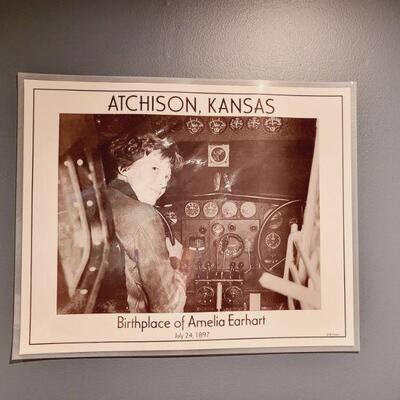 ATCHISON, KANSAS
Birthplace of Amelia Earhart
July 24, 1897